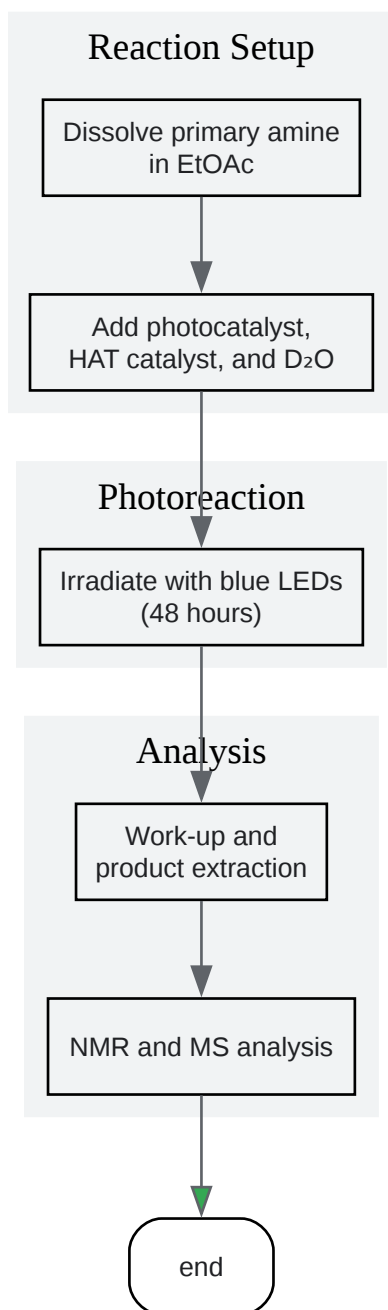 Reaction Setup
Dissolve primary amine
in EtOAc
Add photocatalyst,
HAT catalyst, and D₂O
Photoreaction
Irradiate with blue LEDs
(48 hours)
Analysis
Work-up and
product extraction
NMR and MS analysis
end